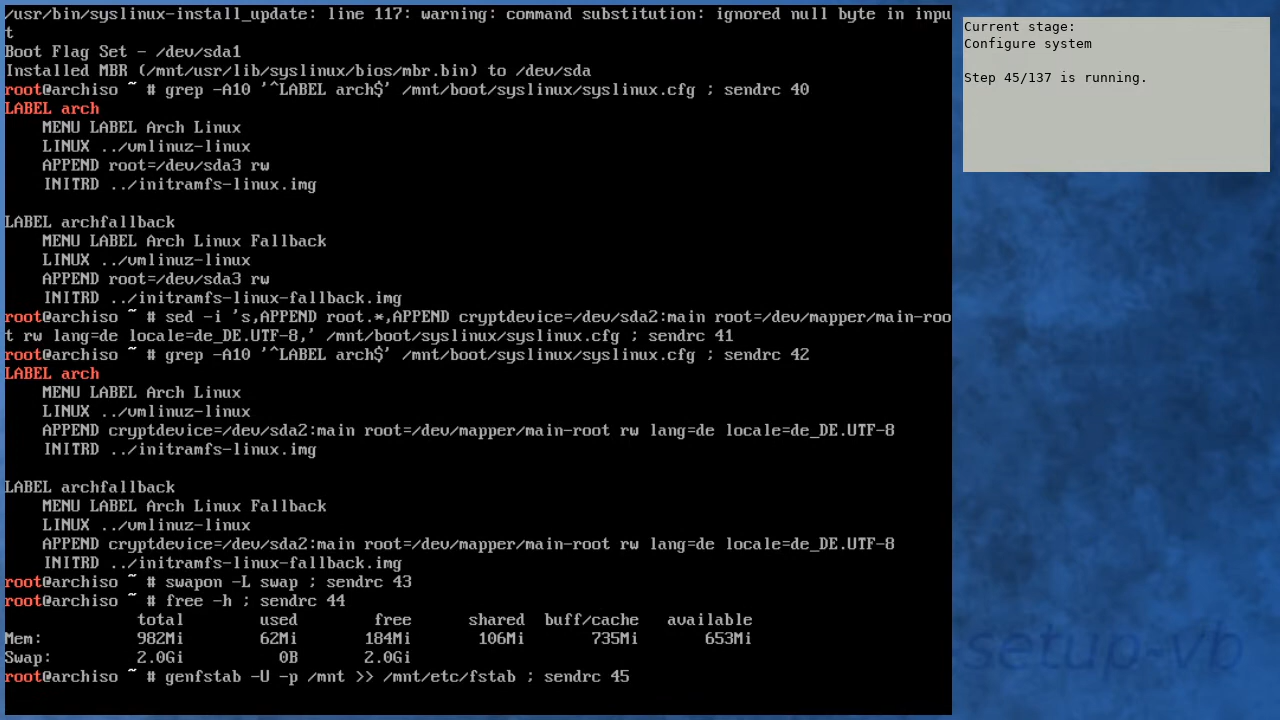 /usr/bin/syslinux-install_update: line 117: warning: command substitution: ignored null byte in inpu
t
Boot Flag Set - /dev/sda1
Installed MBR (/mnt/usr/lib/syslinux/bios/mbr.bin) to /dev/sda
root@archiso ~ # grep -A10 '^LABEL arch$' /mnt/boot/syslinux/syslinux.cfg ; sendrc 40
LABEL arch
    MENU LABEL Arch Linux
    LINUX ../vmlinuz-linux
    APPEND root=/dev/sda3 rw
    INITRD ../initramfs-linux.img
LABEL archfallback
    MENU LABEL Arch Linux Fallback
    LINUX ../vmlinuz-linux
    APPEND root=/dev/sda3 rw
    INITRD ../initramfs-linux-fallback.img
root@archiso ~ # sed -i 's,APPEND root.*,APPEND cryptdevice=/dev/sda2:main root=/dev/mapper/main-roo
t rw lang=de locale=de_DE.UTF-8,' /mnt/boot/syslinux/syslinux.cfg ; sendrc 41
root@archiso ~ # grep -A10 '^LABEL arch$' /mnt/boot/syslinux/syslinux.cfg ; sendrc 42
LABEL arch
    MENU LABEL Arch Linux
    LINUX ../vmlinuz-linux
    APPEND cryptdevice=/dev/sda2:main root=/dev/mapper/main-root rw lang=de locale=de_DE.UTF-8
    INITRD ../initramfs-linux.img
LABEL archfallback
    MENU LABEL Arch Linux Fallback
    LINUX ../vmlinuz-linux
    APPEND cryptdevice=/dev/sda2:main root=/dev/mapper/main-root rw lang=de locale=de_DE.UTF-8
    INITRD ../initramfs-linux-fallback.img
root@archiso ~ # swapon -L swap ; sendrc 43
root@archiso ~ # free -h ; sendrc 44
              total        used        free      shared  buff/cache   available
Mem:          982Mi        62Mi       184Mi       106Mi       735Mi       653Mi
Swap:         2.0Gi          0B       2.0Gi
root@archiso ~ # genfstab -U -p /mnt >> /mnt/etc/fstab ; sendrc 45
Current stage:
Configure system
Step 45/137 is running.
setup-vb